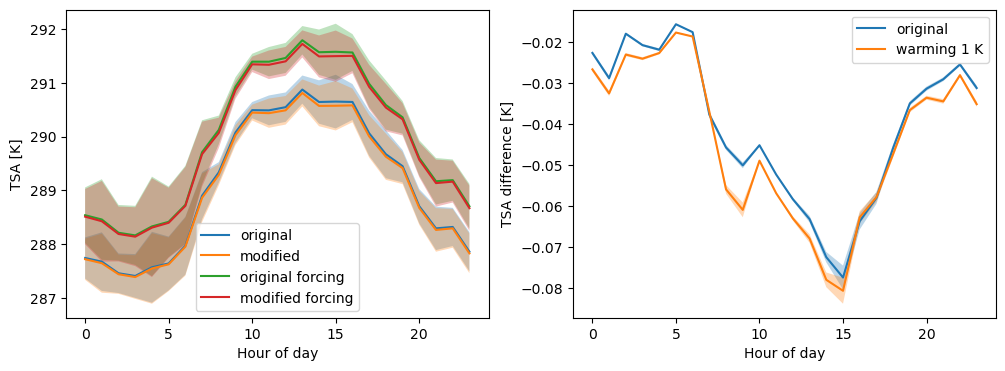 TSA [K]
292
291
290
289
288
287
original
modified
original forcing
modified forcing
0
5
10
15
20
Hour of day
TSA difference [K]
−0.02
−0.03
−0.04
−0.05
−0.06
−0.07
−0.08
original
warming 1 K
0
5
10
15
20
Hour of day